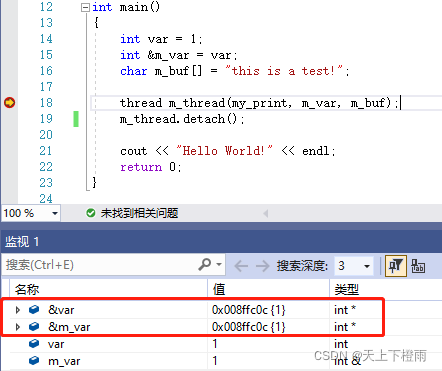 12 int main()
13 {
14 int var = 1;
15 int &m_var = var;
16 char m_buf[] = "this is a test!";
17
18 thread m_thread(my_print, m_var, m_buf);
19 m_thread.detach();
20
21 cout << "Hello World!" << endl;
22 return 0;
23 }
24
100 % 未找到相关问题
监视 1
搜索(Ctrl+E) 搜索深度: 3
名称 值 类型
&var 0x008ffc0c {1} int *
&m_var 0x008ffc0c {1} int *
var 1 int
m_var 1 int &
CSDN @天上下橙雨